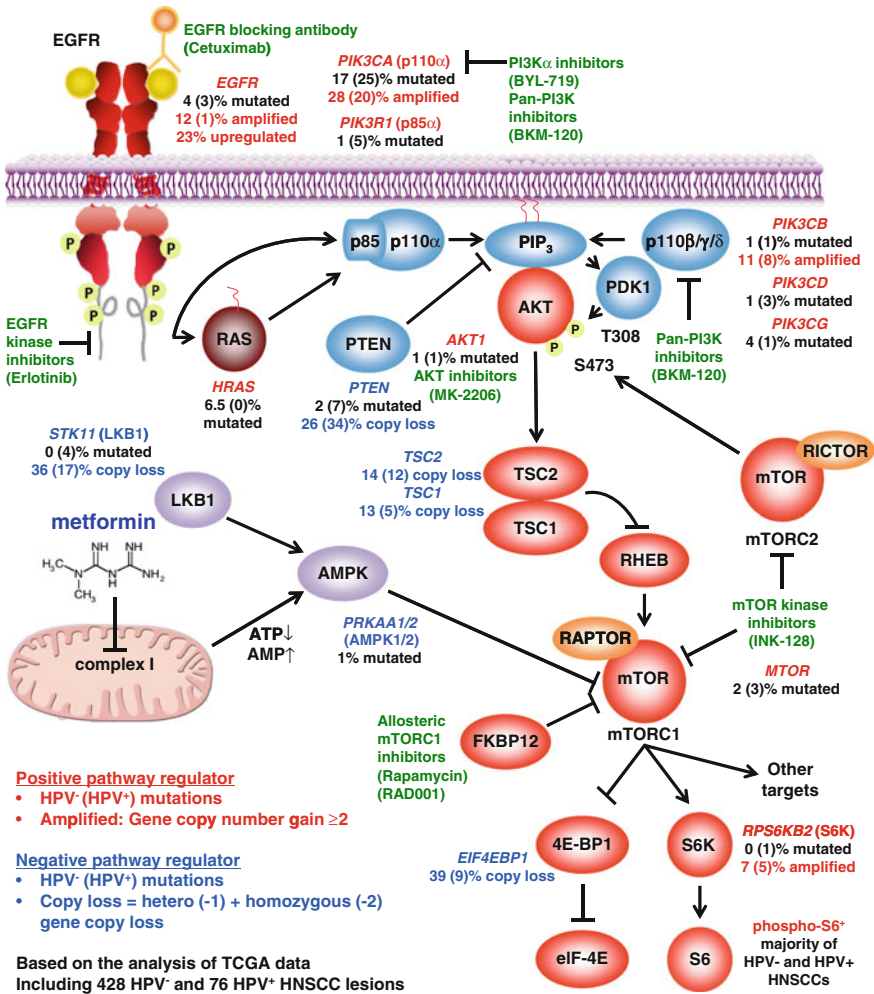 EGFR
EGFR blocking antibody
(Cetuximab)
EGFR
4 (3)% mutated
12 (1)% amplified
23% upregulated
PIK3CA (p110α)
17 (25)% mutated
28 (20)% amplified
PIK3R1 (p85α)
1 (5)% mutated
PI3Kα inhibitors
(BYL-719)
Pan-PI3K
inhibitors
(BKM-120)
P
P
P
P
P
P
EGFR
kinase
inhibitors
(Erlotinib)
RAS
HRAS
6.5 (0)%
mutated
p85
p110α
PIP3
p110β/γ/δ
PDK1
AKT
P
P
T308
S473
PIK3CB
1 (1)% mutated
11 (8)% amplified
PIK3CD
1 (3)% mutated
PIK3CG
4 (1)% mutated
Pan-PI3K
inhibitors
(BKM-120)
PTEN
PTEN
2 (7)% mutated
26 (34)% copy loss
AKT1
1 (1)% mutated
AKT inhibitors
(MK-2206)
STK11 (LKB1)
0 (4)% mutated
36 (17)% copy loss
LKB1
metformin
NH
NH
H3C
N
N
H
NH2
CH3
complex I
ATP↓
AMP↑
AMPK
PRKAA1/2
(AMPK1/2)
1% mutated
TSC2
14 (12) copy loss
TSC1
13 (5)% copy loss
TSC2
TSC1
RHEB
RICTOR
mTOR
mTORC2
mTOR kinase
inhibitors
(INK-128)
MTOR
2 (3)% mutated
RAPTOR
mTOR
mTORC1
FKBP12
Allosteric
mTORC1
inhibitors
(Rapamycin)
(RAD001)
Other
targets
4E-BP1
EIF4EBP1
39 (9)% copy loss
eIF-4E
S6K
RPS6KB2 (S6K)
0 (1)% mutated
7 (5)% amplified
S6
phospho-S6+
majority of
HPV- and HPV+
HNSCCs
Positive pathway regulator
• HPV- (HPV+) mutations
• Amplified: Gene copy number gain ≥2
Negative pathway regulator
• HPV- (HPV+) mutations
• Copy loss = hetero (-1) + homozygous (-2)
gene copy loss
Based on the analysis of TCGA data
Including 428 HPV- and 76 HPV+ HNSCC lesions